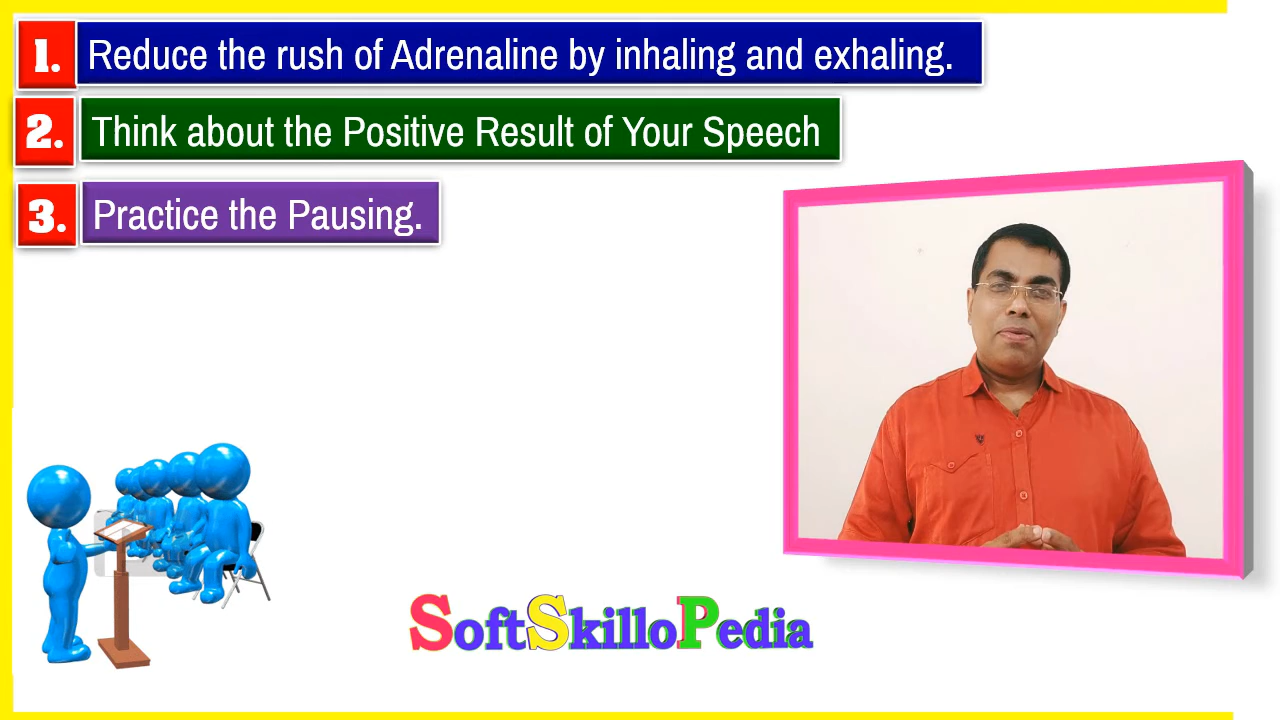 1. Reduce the rush of Adrenaline by inhaling and exhaling.
2. Think about the Positive Result of Your Speech
3. Practice the Pausing.
SoftSkilloPedia